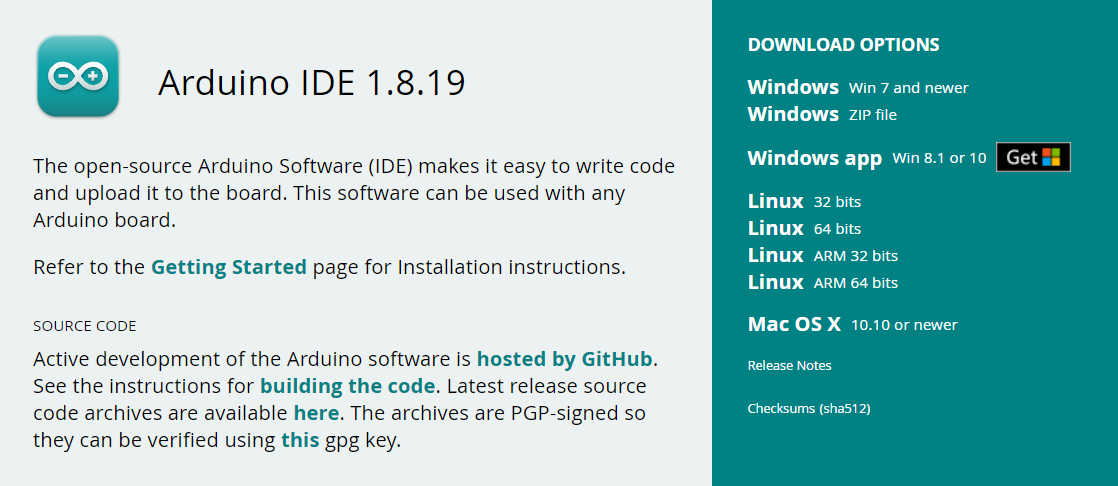 Arduino IDE 1.8.19
The open-source Arduino Software (IDE) makes it easy to write code
and upload it to the board. This software can be used with any
Arduino board.
Refer to the Getting Started page for Installation instructions.
SOURCE CODE
Active development of the Arduino software is hosted by GitHub.
See the instructions for building the code. Latest release source
code archives are available here. The archives are PGP-signed so
they can be verified using this gpg key.
DOWNLOAD OPTIONS
Windows Win 7 and newer
Windows ZIP file
Windows app Win 8.1 or 10 Get
Linux 32 bits
Linux 64 bits
Linux ARM 32 bits
Linux ARM 64 bits
Mac OS X 10.10 or newer
Release Notes
Checksums (sha512)